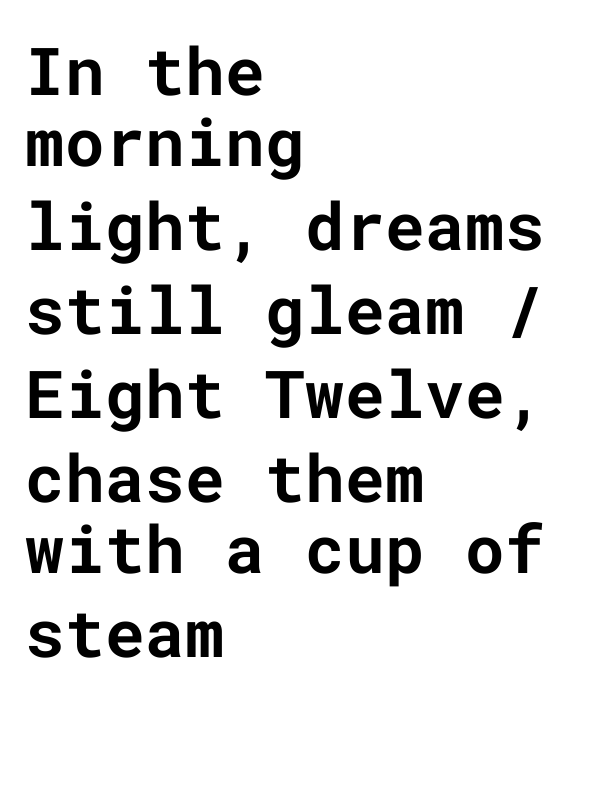 In the
morning
light, dreams
still gleam /
Eight Twelve,
chase them
with a cup of
steam